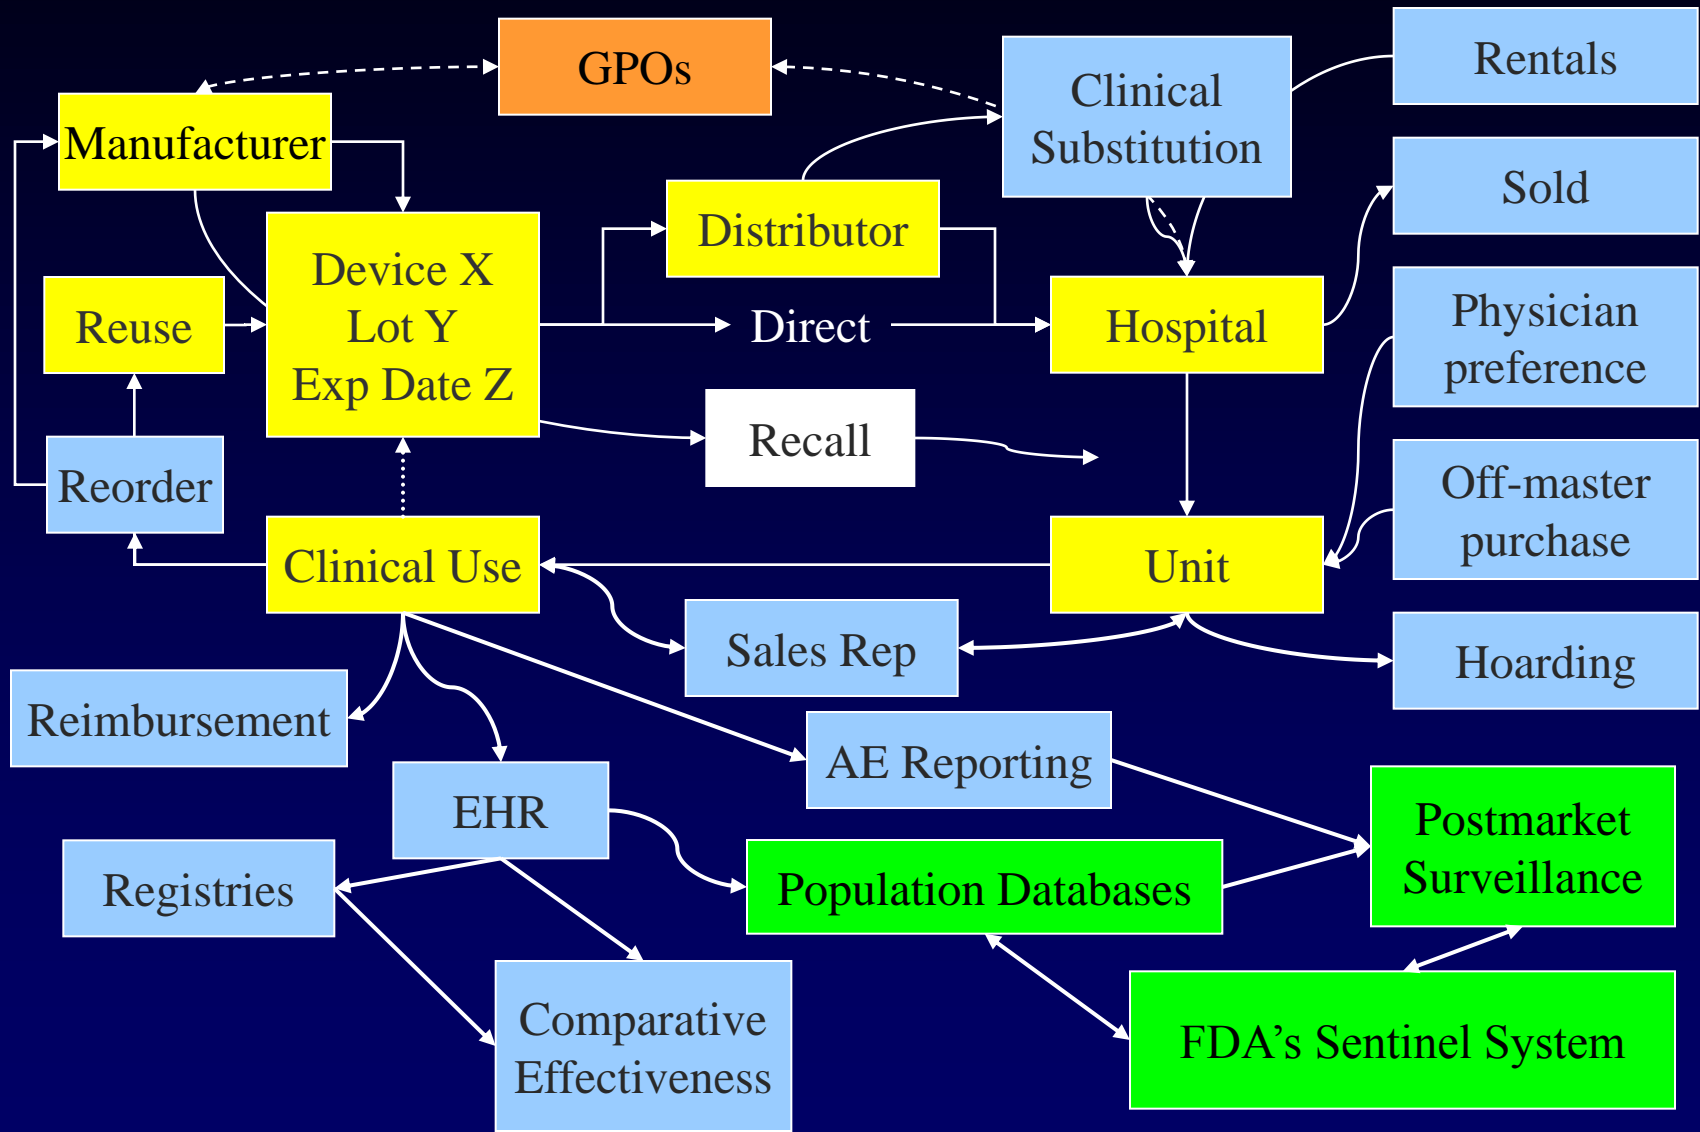 GPOs
Clinical
Substitution
Rentals
Manufacturer
Sold
Distributor
Device X
Lot Y
Exp Date Z
Reuse
Direct
Hospital
Physician
preference
Recall
Reorder
Off-master
purchase
Clinical Use
Unit
Sales Rep
Hoarding
Reimbursement
AE Reporting
EHR
Postmarket
Surveillance
Registries
Population Databases
Comparative
Effectiveness
FDA’s Sentinel System